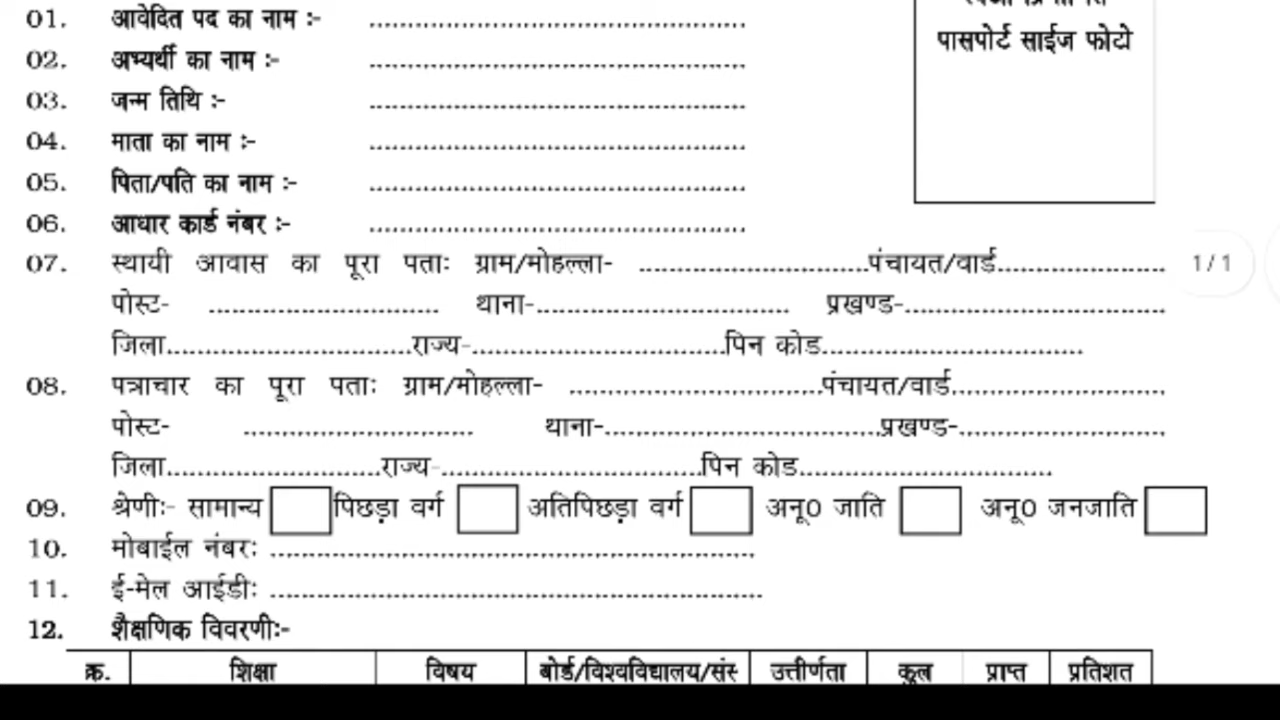 01. आवेदित पद का नाम :- ........................................................
पासपोर्ट साईज फोटो
02. अभ्यर्थी का नाम :- ........................................................
03. जन्म तिथि :- ........................................................
04. माता का नाम :- ........................................................
05. पिता/पति का नाम :- ........................................................
06. आधार कार्ड नंबर :- ........................................................
07. स्थायी आवास का पूरा पताः ग्राम/मोहल्ला- ..................................पंचायत/वार्ड.........................
1 / 1
पोस्ट- .................................. थाना-...................................... प्रखण्ड-.......................................
जिला.....................................राज्य-......................................पिन कोड.......................................
08. पत्राचार का पूरा पताः ग्राम/मोहल्ला- ......................................पंचायत/वार्ड................................
पोस्ट- .................................. थाना-.........................................प्रखण्ड-...............................
जिला................................राज्य-.......................................पिन कोड......................................
09. श्रेणीः- सामान्य पिछड़ा वर्ग अतिपिछड़ा वर्ग अनू0 जाति अनू0 जनजाति
10. मोबाईल नंबरः ........................................................................
11. ई-मेल आईडीः .........................................................................
12. शैक्षणिक विवरणीः-
क्र. शिक्षा विषय बोर्ड/विश्वविद्यालय/संस उत्तीर्णता कुल प्राप्त प्रतिशत